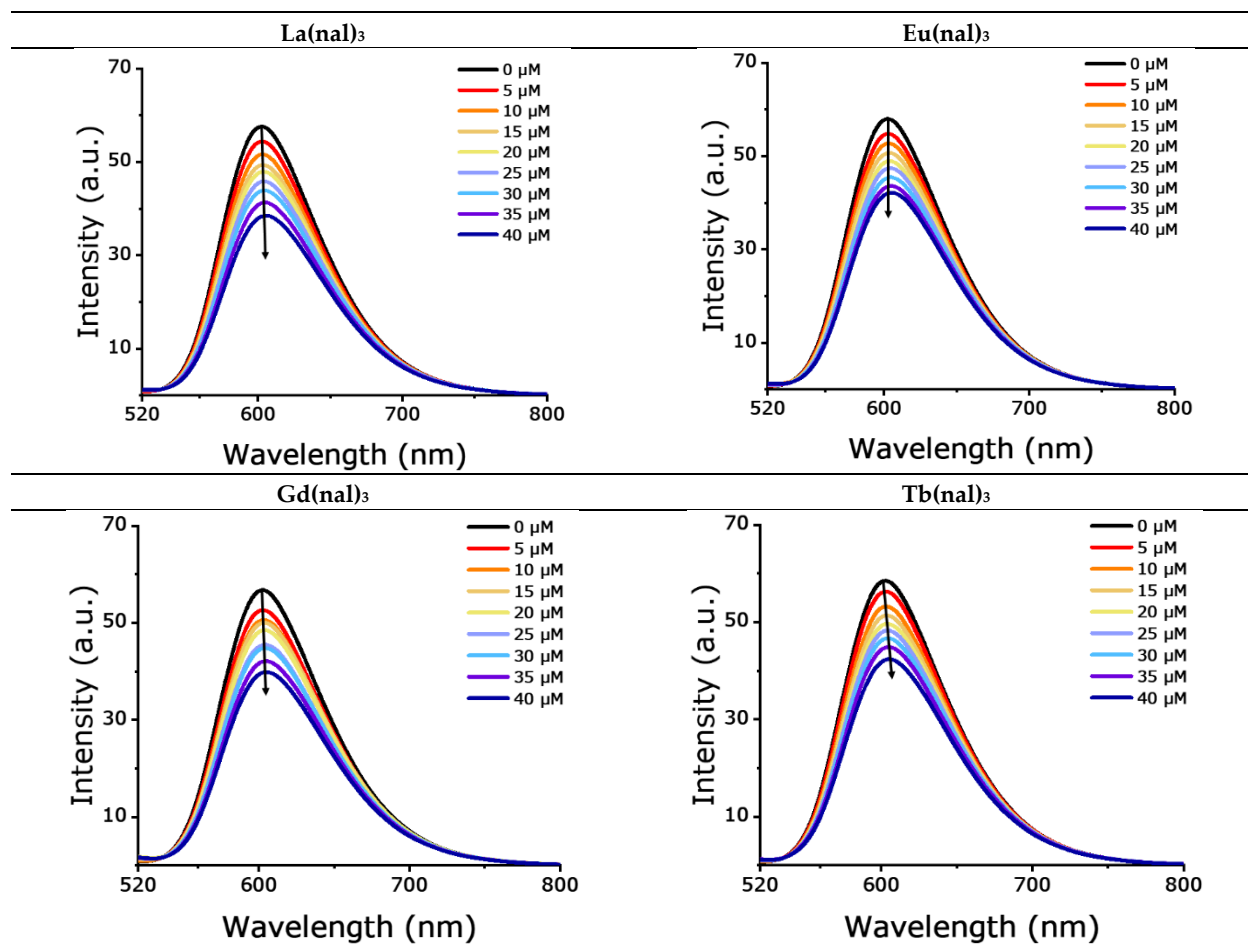 La(nal)₃
Eu(nal)₃
70
50
30
10
Intensity (a.u.)
520 600 700 800
Wavelength (nm)
0 µM
5 µM
10 µM
15 µM
20 µM
25 µM
30 µM
35 µM
40 µM
70
50
30
10
Intensity (a.u.)
520 600 700 800
Wavelength (nm)
0 µM
5 µM
10 µM
15 µM
20 µM
25 µM
30 µM
35 µM
40 µM
Gd(nal)₃
Tb(nal)₃
70
50
30
10
Intensity (a.u.)
520 600 700 800
Wavelength (nm)
0 µM
5 µM
10 µM
15 µM
20 µM
25 µM
30 µM
35 µM
40 µM
70
50
30
10
Intensity (a.u.)
520 600 700 800
Wavelength (nm)
0 µM
5 µM
10 µM
15 µM
20 µM
25 µM
30 µM
35 µM
40 µM